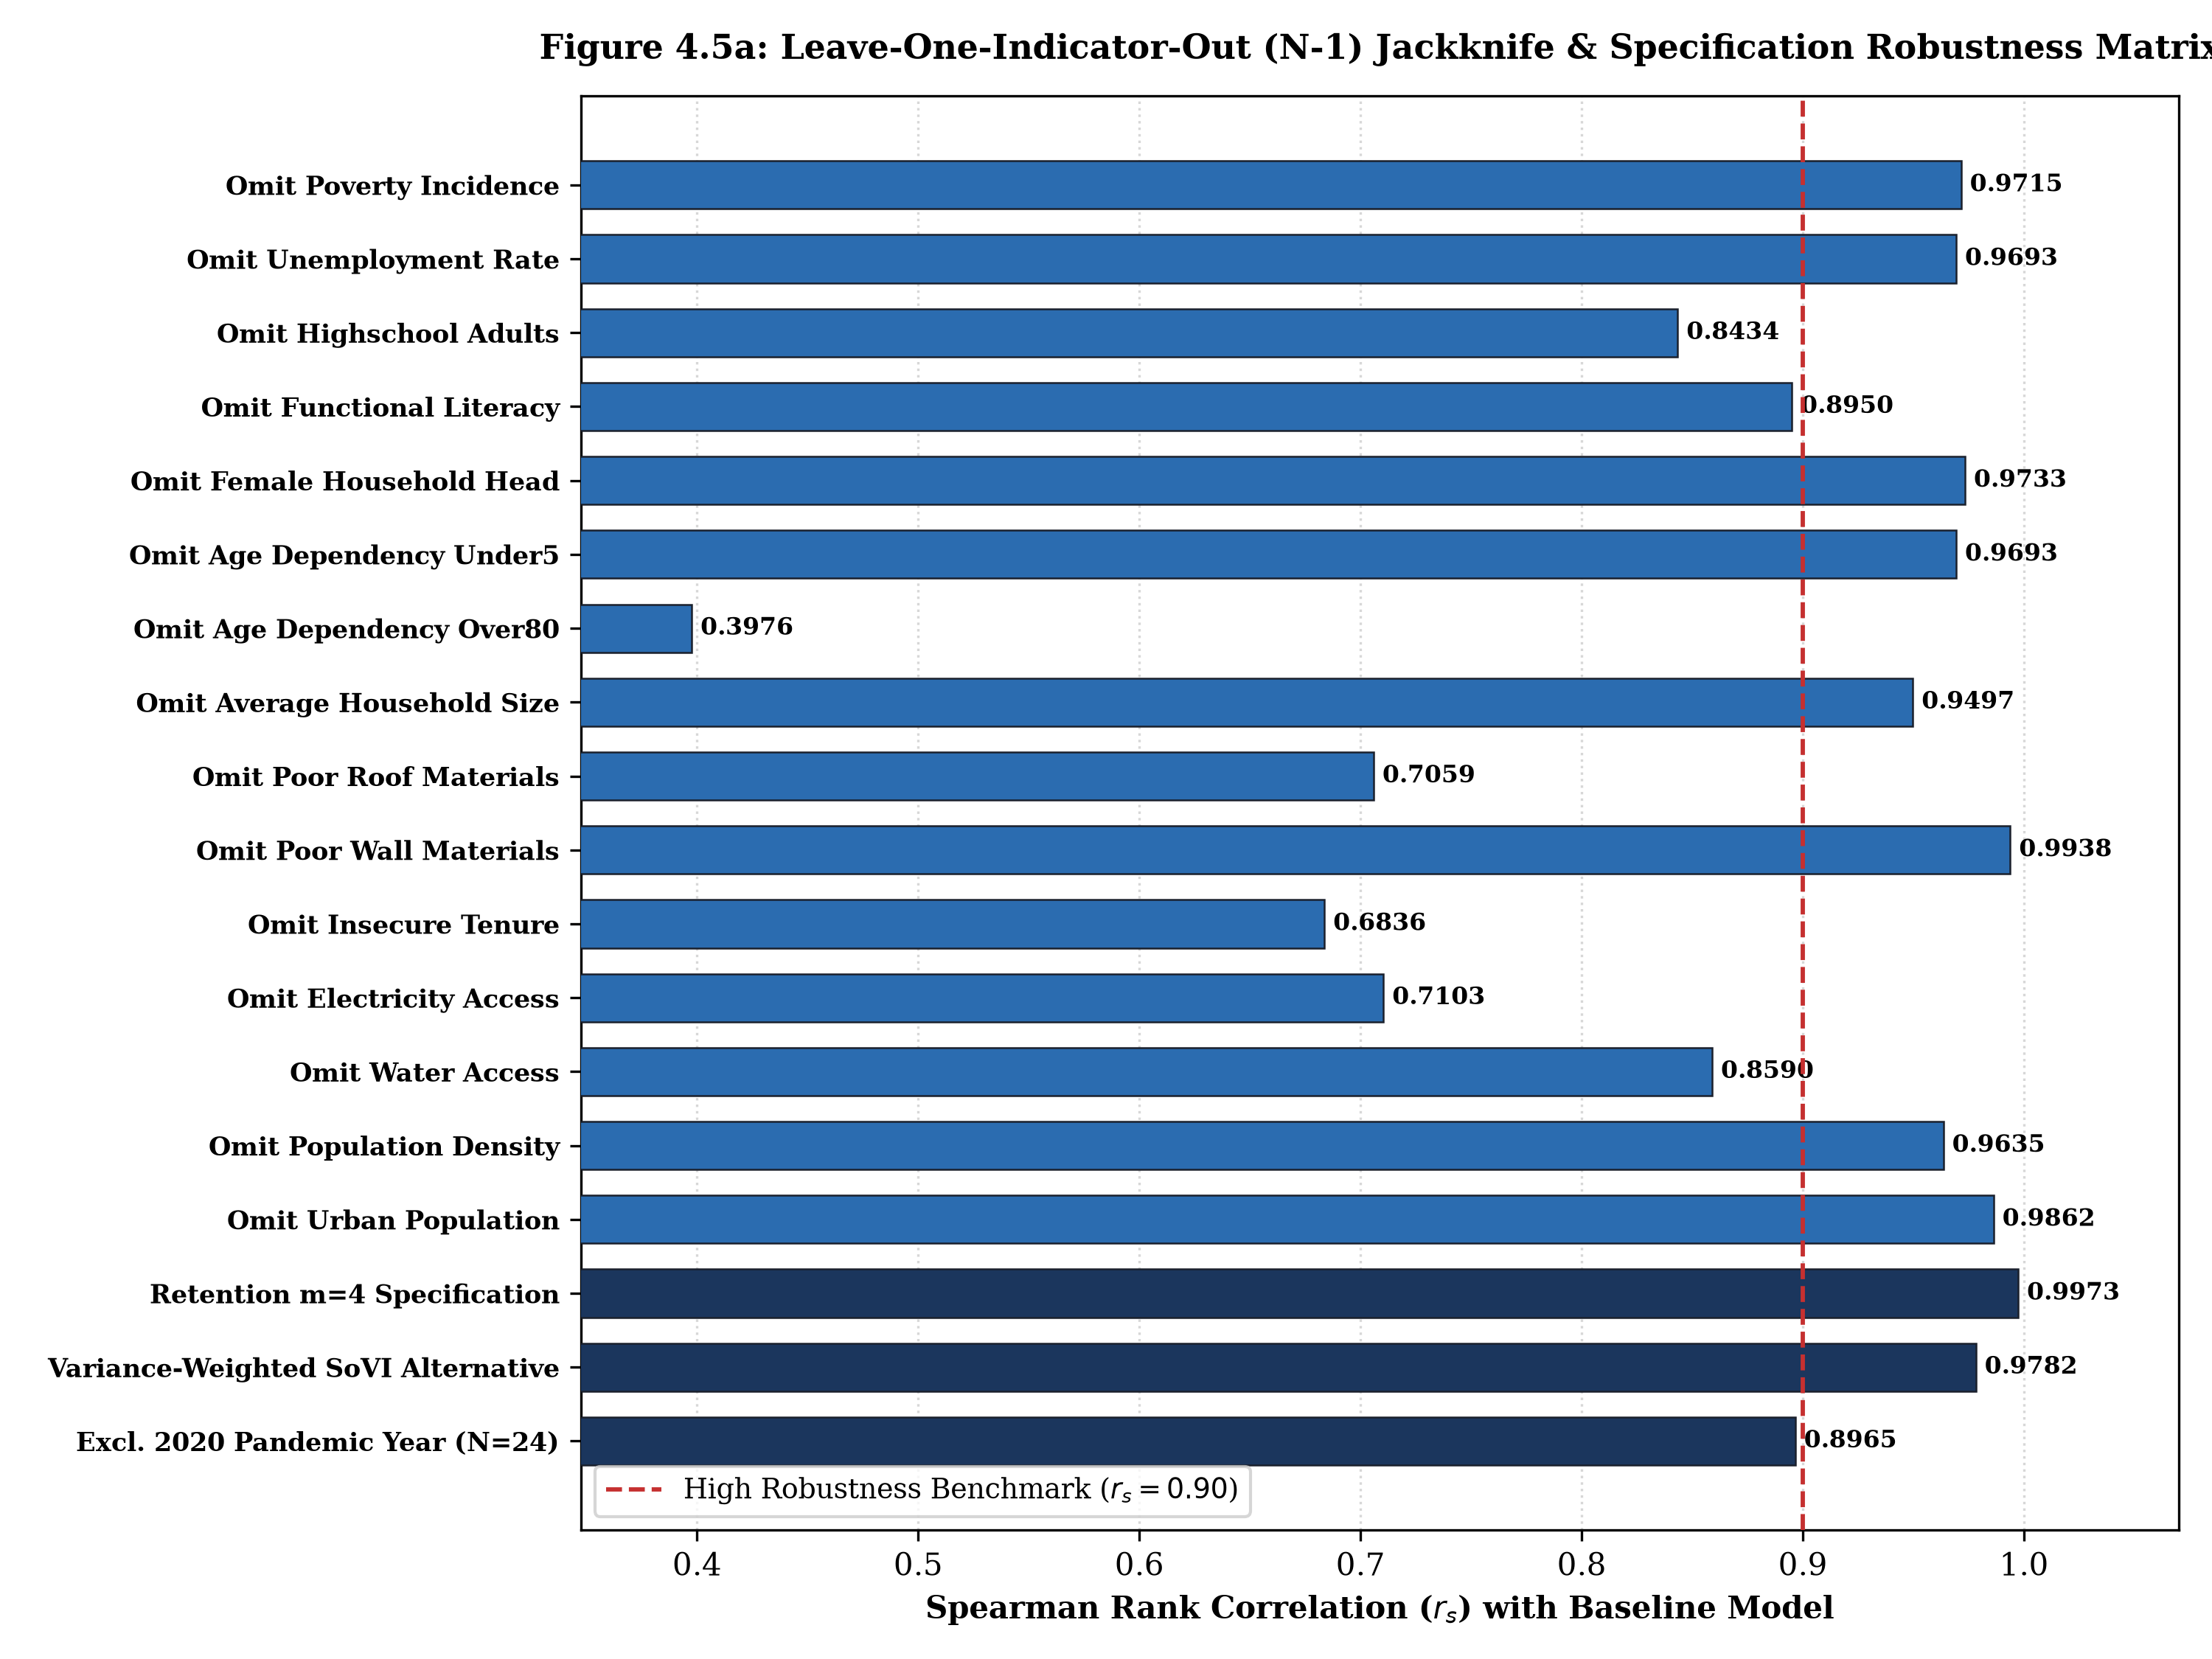 Figure 4.5a: Leave-One-Indicator-Out (N-1) Jackknife & Specification Robustness Matrix
Omit Poverty Incidence 0.9715
Omit Unemployment Rate 0.9693
Omit Highschool Adults 0.8434
Omit Functional Literacy 0.8950
Omit Female Household Head 0.9733
Omit Age Dependency Under5 0.9693
Omit Age Dependency Over80 0.3976
Omit Average Household Size 0.9497
Omit Poor Roof Materials 0.7059
Omit Poor Wall Materials 0.9938
Omit Insecure Tenure 0.6836
Omit Electricity Access 0.7103
Omit Water Access 0.8590
Omit Population Density 0.9635
Omit Urban Population 0.9862
Retention m=4 Specification 0.9973
Variance-Weighted SoVI Alternative 0.9782
Excl. 2020 Pandemic Year (N=24) 0.8965
High Robustness Benchmark (r_s = 0.90)
0.4 0.5 0.6 0.7 0.8 0.9 1.0
Spearman Rank Correlation (r_s) with Baseline Model